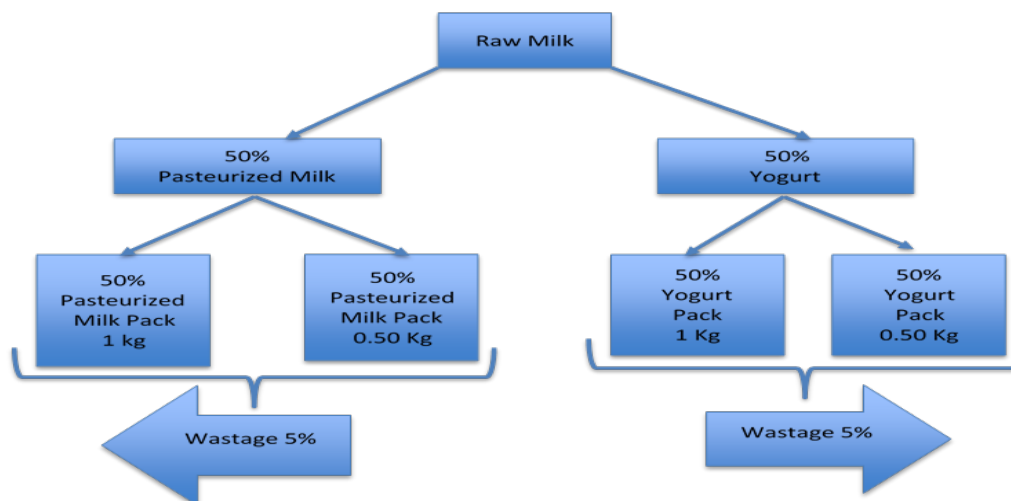 Raw Milk
50%
Pasteurized Milk
50%
Yogurt
50%
Pasteurized
Milk Pack
1 kg
50%
Pasteurized
Milk Pack
0.50 Kg
50%
Yogurt
Pack
1 Kg
50%
Yogurt
Pack
0.50 Kg
Wastage 5%
Wastage 5%